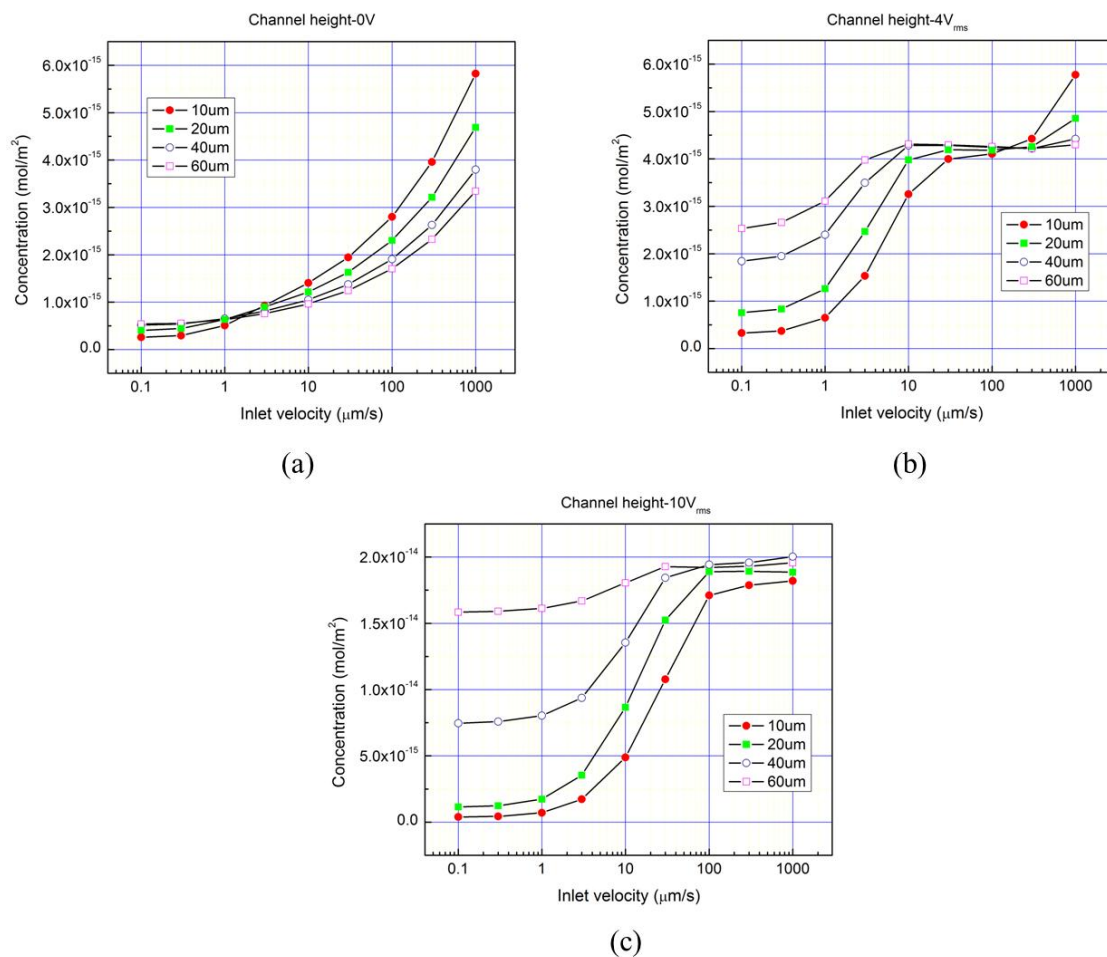 Channel height-0V
Concentration (mol/m²)
6.0x10⁻¹⁵
5.0x10⁻¹⁵
4.0x10⁻¹⁵
3.0x10⁻¹⁵
2.0x10⁻¹⁵
1.0x10⁻¹⁵
0.0
10um
20um
40um
60um
0.1 1 10 100 1000
Inlet velocity (μm/s)
(a)
Channel height-4Vrms
Concentration (mol/m²)
6.0x10⁻¹⁵
5.0x10⁻¹⁵
4.0x10⁻¹⁵
3.0x10⁻¹⁵
2.0x10⁻¹⁵
1.0x10⁻¹⁵
0.0
10um
20um
40um
60um
0.1 1 10 100 1000
Inlet velocity (μm/s)
(b)
Channel height-10Vrms
Concentration (mol/m²)
2.0x10⁻¹⁴
1.5x10⁻¹⁴
1.0x10⁻¹⁴
5.0x10⁻¹⁵
0.0
10um
20um
40um
60um
0.1 1 10 100 1000
Inlet velocity (μm/s)
(c)